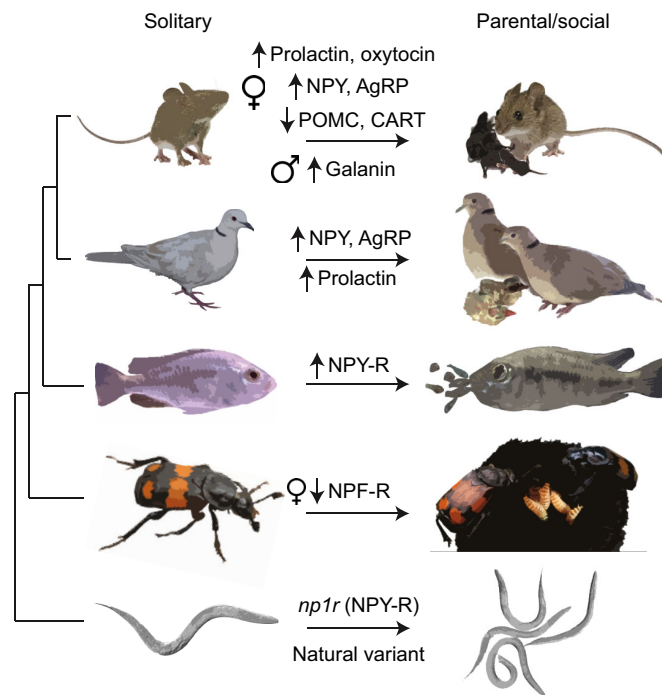 Solitary
Parental/social
↑ Prolactin, oxytocin
♀ ↑ NPY, AgRP
↓ POMC, CART
♂ ↑ Galanin
↑ NPY, AgRP
↑ Prolactin
↑ NPY-R
♀ ↓ NPF-R
np1r (NPY-R)
Natural variant